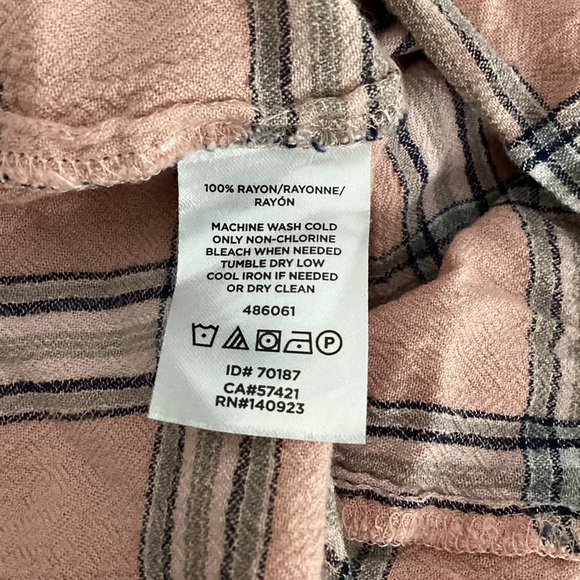 100% RAYON/RAYONNE/
RAYÓN
MACHINE WASH COLD
ONLY NON-CHLORINE
BLEACH WHEN NEEDED
TUMBLE DRY LOW
COOL IRON IF NEEDED
OR DRY CLEAN
486061
P
ID# 70187
CA#57421
RN#140923